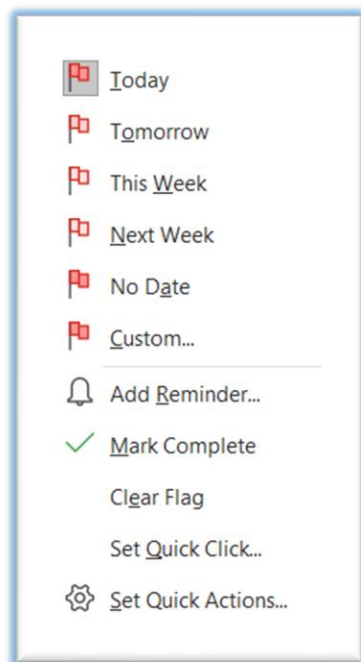 Today
Tomorrow
This Week
Next Week
No Date
Custom...
Add Reminder...
Mark Complete
Clear Flag
Set Quick Click...
Set Quick Actions...